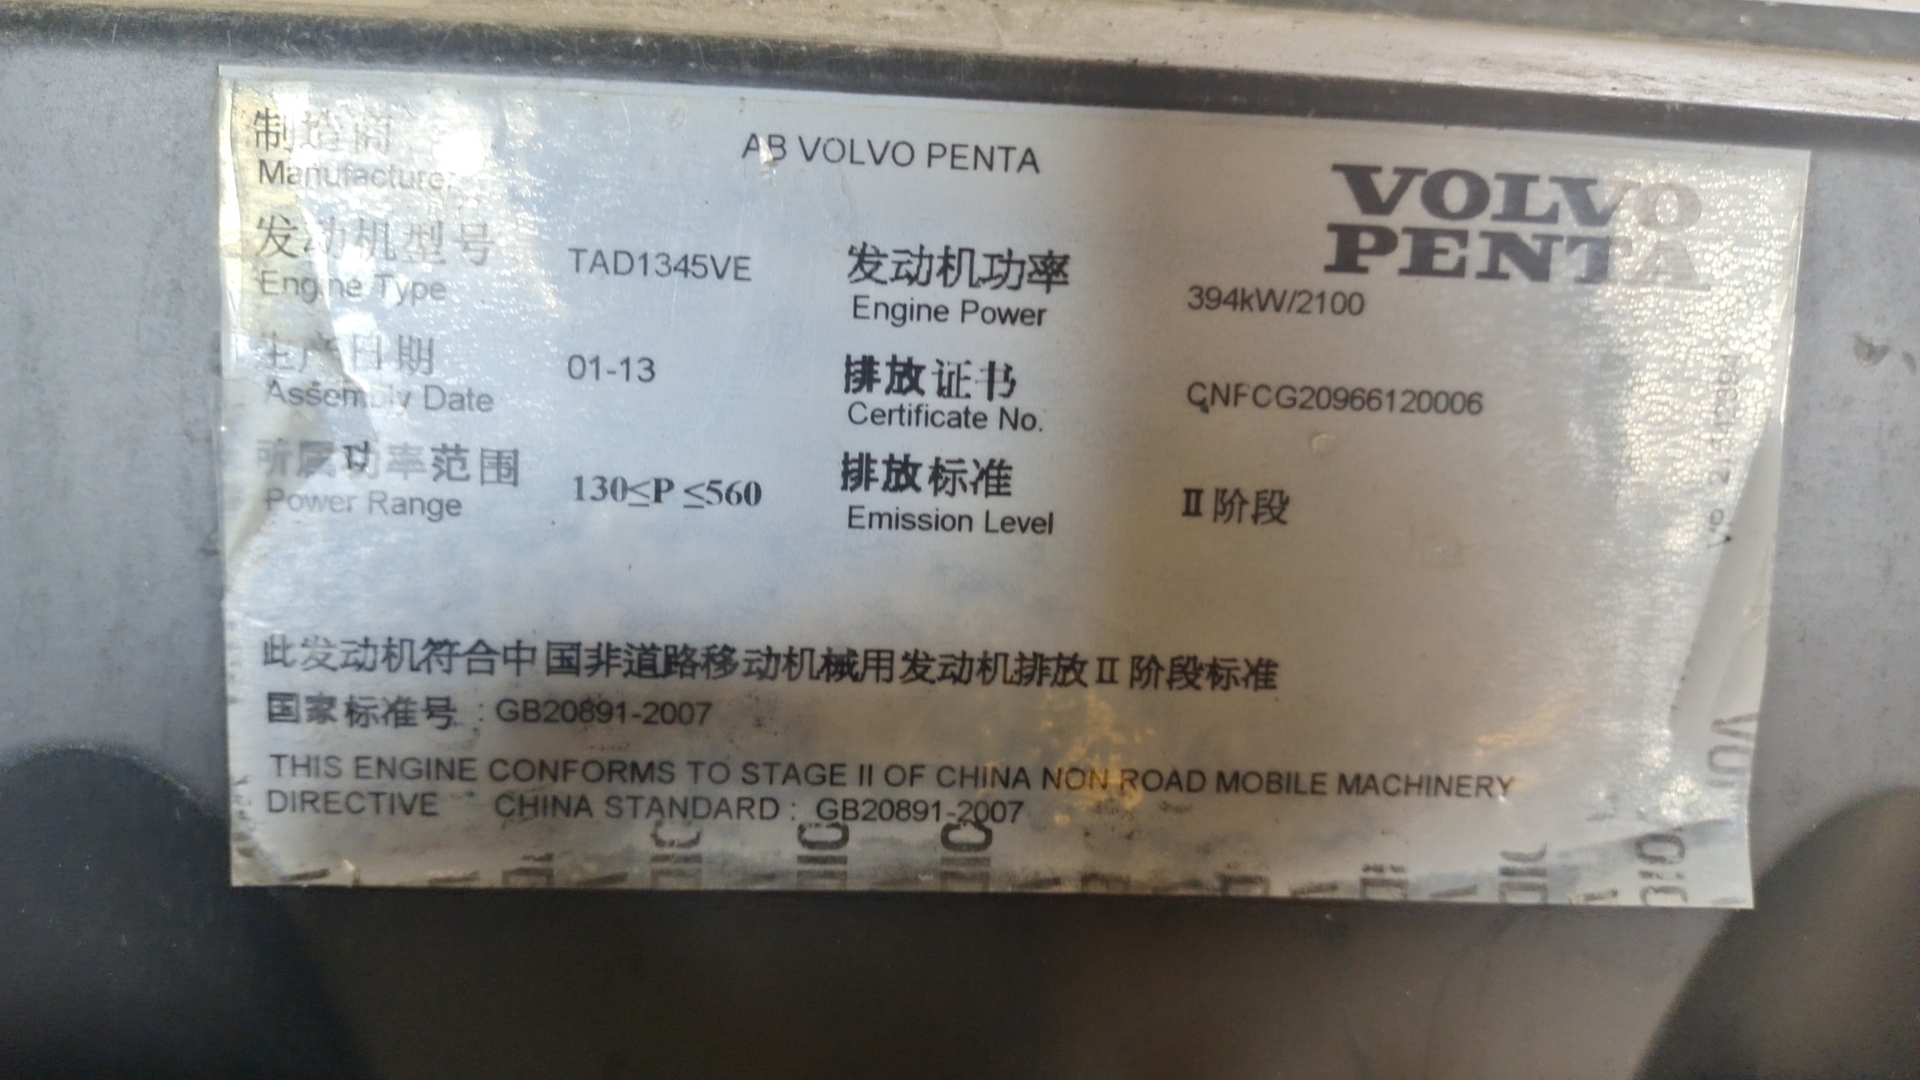 制造商
Manufacturer
AB VOLVO PENTA
VOLVO
PENTA
发动机型号
Engine Type
TAD1345VE
发动机功率
Engine Power
394kW/2100
生产日期
Assembly Date
01-13
排放证书
Certificate No.
CNFCG20966120006
所属功率范围
Power Range
130≤P ≤560
排放标准
Emission Level
II 阶段
此发动机符合中国非道路移动机械用发动机排放II阶段标准
国家标准号 : GB20891-2007
THIS ENGINE CONFORMS TO STAGE II OF CHINA NON ROAD MOBILE MACHINERY
DIRECTIVE CHINA STANDARD : GB20891-2007